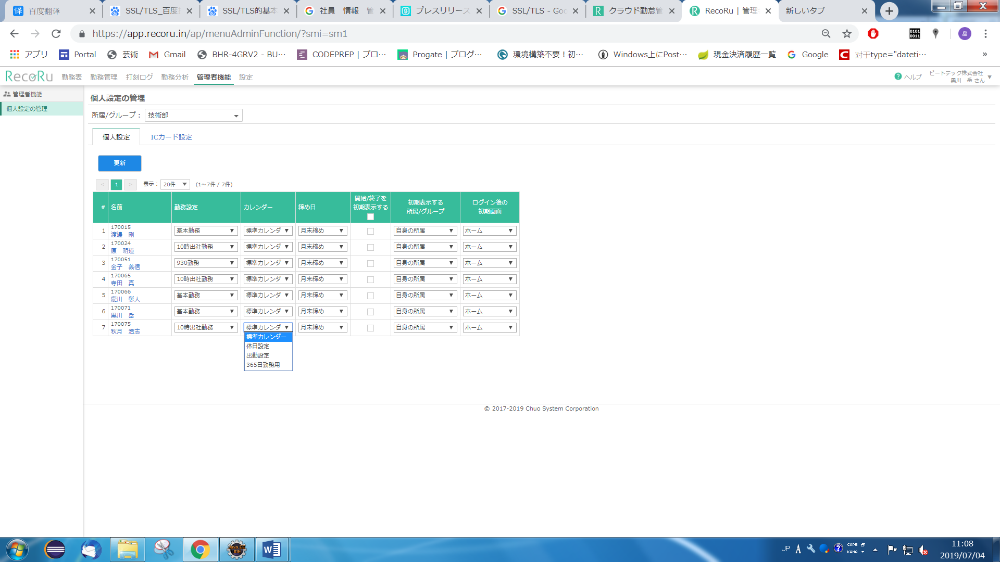 百度翻译
SSL/TLS_百度
SSL/TLS的基本
社員　情報　管
プレスリリース
SSL/TLS - Goo
クラウド勤怠管
RecoRu | 管理
新しいタブ
https://app.recoru.in/ap/menuAdminFunction/?smi=sm1
アプリ
Portal
芸術
Gmail
BHR-4GRV2 - BU…
CODEPREP | プロ…
Progate | プログ…
環境構築不要！初…
Windows上にPost…
現金決済履歴一覧
Google
对于type="dateti…
»
RecoRu 勤務表 勤務管理 打刻ログ 勤務分析 管理者機能 設定
ヘルプ
ビートテック株式会社
黒川　岳 さん
管理者機能
個人設定の管理
個人設定の管理
所属/グループ： 技術部
個人設定 ICカード設定
更新
< 1 > 表示： 20件 (1～7件 / 7件)
# 名前 勤務設定 カレンダー 締め日 開始/終了を初期表示する 初期表示する所属/グループ ログイン後の初期画面
1 170015 渡邊　剛 基本勤務 標準カレンダ 月末締め 自身の所属 ホーム
2 170024 原　明道 10時出社勤務 標準カレンダ 月末締め 自身の所属 ホーム
3 170051 金子　義信 930勤務 標準カレンダ 月末締め 自身の所属 ホーム
4 170065 寺田　真 10時出社勤務 標準カレンダ 月末締め 自身の所属 ホーム
5 170066 瀧川　彰人 基本勤務 標準カレンダ 月末締め 自身の所属 ホーム
6 170071 黒川　岳 基本勤務 標準カレンダ 月末締め 自身の所属 ホーム
7 170075 秋月　浩志 10時出社勤務 標準カレンダ 月末締め 自身の所属 ホーム
標準カレンダー
休日設定
出勤設定
365日勤務用
© 2017-2019 Chuo System Corporation
Java EE
IDE
JP A
CAPS
KANA
11:08
2019/07/04